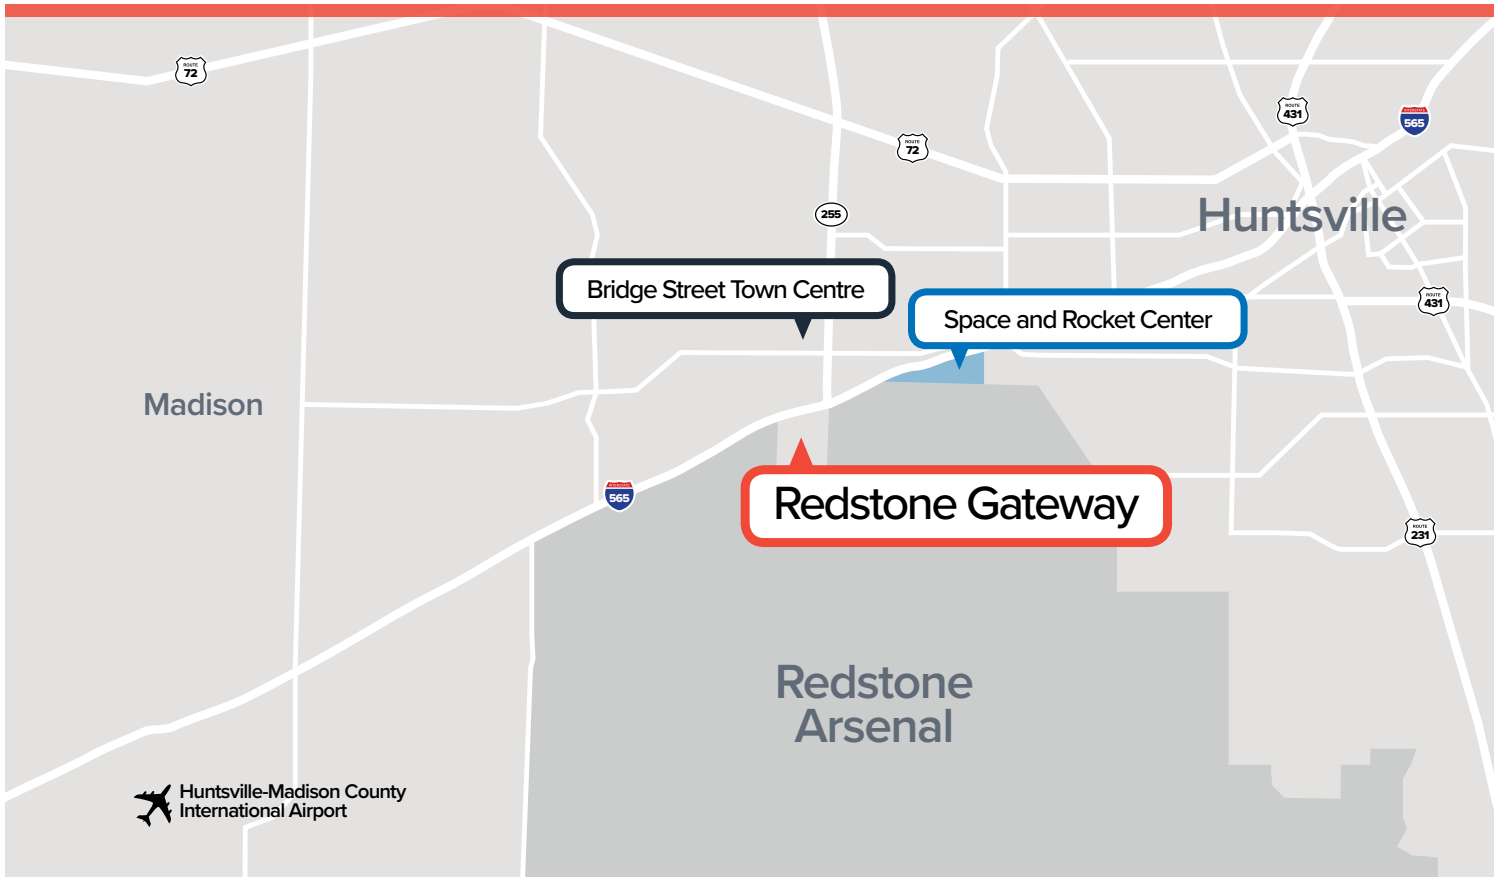 ROUTE
72
ROUTE
431
INTERSTATE
565
ROUTE
72
255
Huntsville
Bridge Street Town Centre
Space and Rocket Center
ROUTE
431
Madison
INTERSTATE
565
Redstone Gateway
ROUTE
231
Redstone
Arsenal
Huntsville-Madison County
International Airport